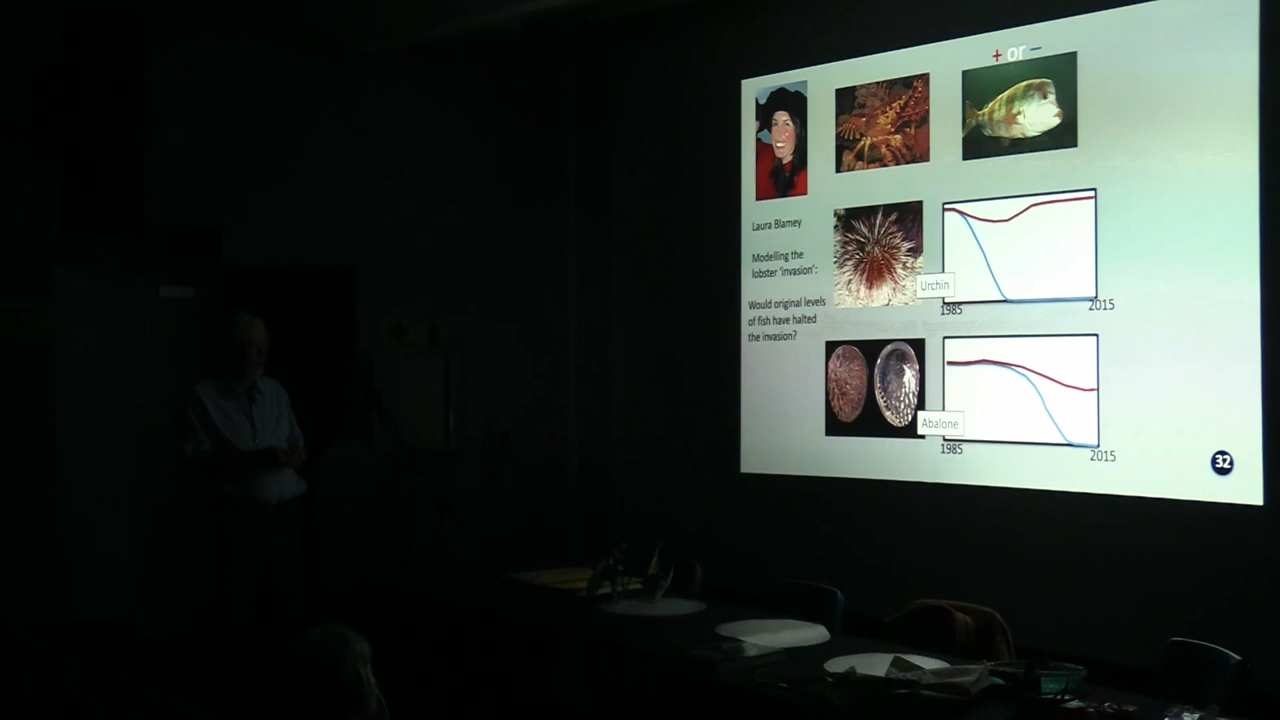 + or –
Laura Blamey
Modelling the
lobster 'invasion':
Would original levels
of fish have halted
the invasion?
Urchin
1985
2015
Abalone
1985
2015
32